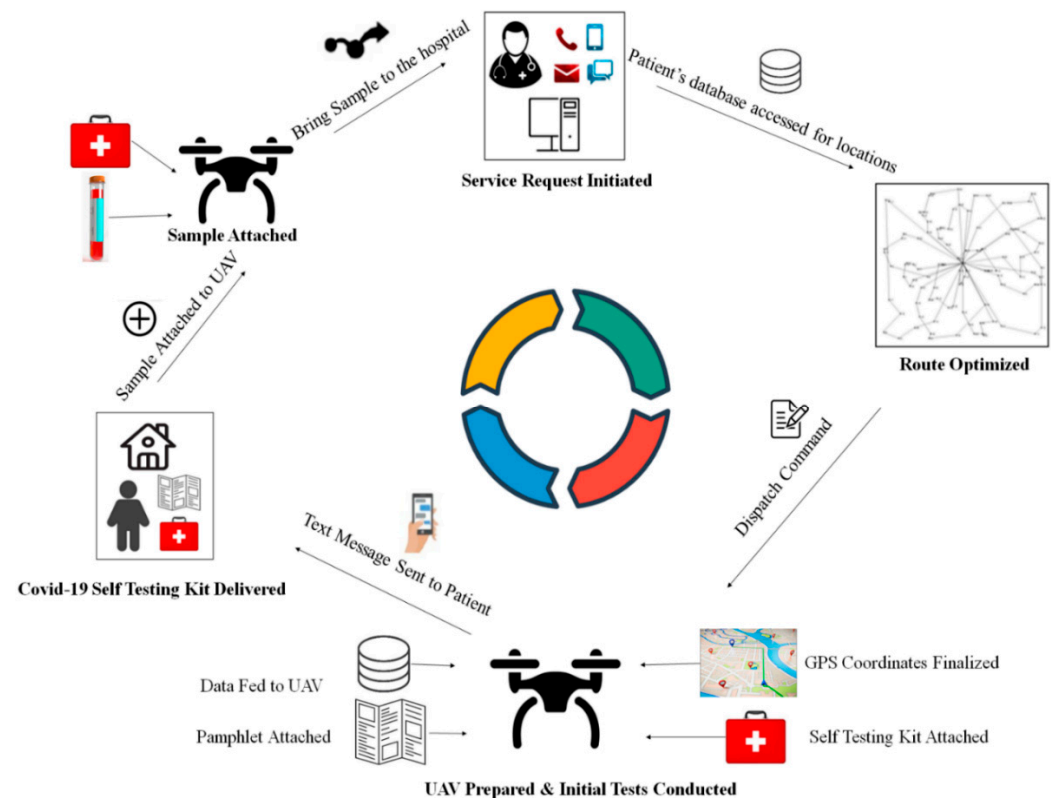 Bring Sample to the hospital
Patient's database accessed for locations
Service Request Initiated
Sample Attached
Sample Attached to UAV
Route Optimized
Dispatch Command
Text Message Sent to Patient
Covid-19 Self Testing Kit Delivered
Data Fed to UAV
GPS Coordinates Finalized
Pamphlet Attached
Self Testing Kit Attached
UAV Prepared & Initial Tests Conducted